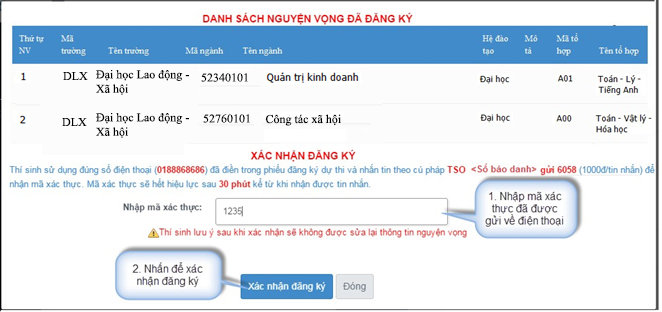 DANH SÁCH NGUYỆN VỌNG ĐÃ ĐĂNG KÝ
Thứ tự NV Mã trường Tên trường Mã ngành Tên ngành Hệ đào tạo Mô tả Mã tổ hợp Tên tổ hợp
1 DLX Đại học Lao động - Xã hội 52340101 Quản trị kinh doanh Đại học A01 Toán - Lý - Tiếng Anh
2 DLX Đại học Lao động - Xã hội 52760101 Công tác xã hội Đại học A00 Toán - Vật lý - Hóa học
XÁC NHẬN ĐĂNG KÝ
Thí sinh sử dụng đúng số điện thoại (0188868686) đã điền trong phiếu đăng ký dự thi và nhắn tin theo cú pháp TSO <Số báo danh> gửi 6058 (1000đ/tin nhắn) để
nhận mã xác thực. Mã xác thực sẽ hết hiệu lực sau 30 phút kể từ khi nhận được tin nhắn.
Nhập mã xác thực: 1235
1. Nhập mã xác
thực đã được
gửi về điện thoại
Thí sinh lưu ý sau khi xác nhận sẽ không được sửa lại thông tin nguyện vọng
2. Nhấn để xác
nhận đăng ký
Xác nhận đăng ký Đóng